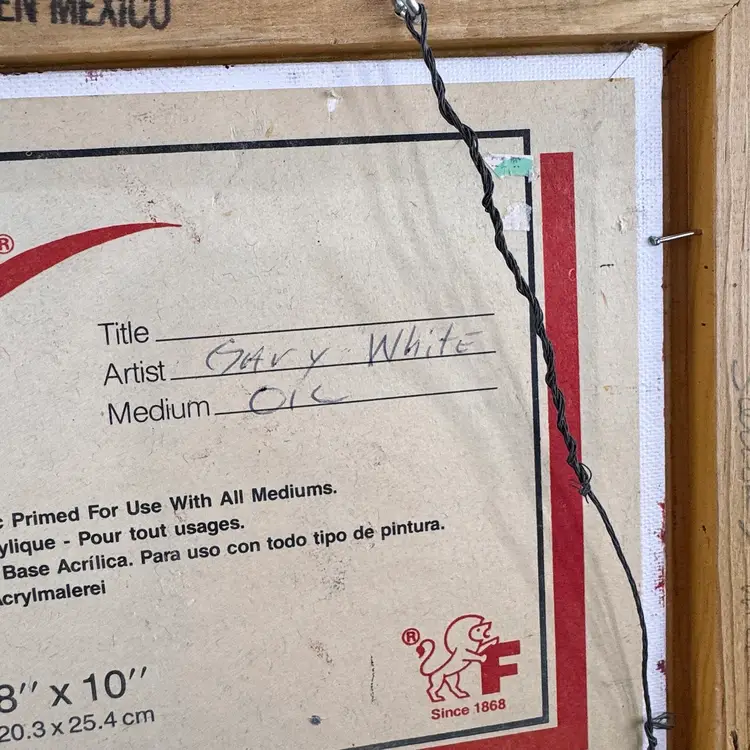 EN MEXICO
®
Title
Artist Gary White
Medium OIL
Primed For Use With All Mediums.
ylique - Pour tout usages.
Base Acrílica. Para uso con todo tipo de pintura.
crylmalerei
8" x 10"
20.3 x 25.4 cm
® F
Since 1868